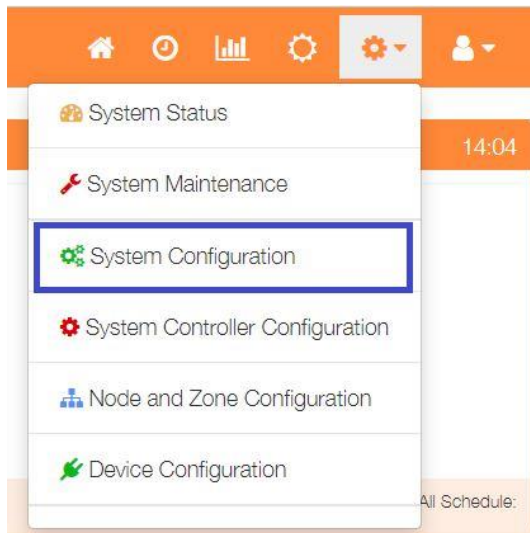 System Status
14:04
System Maintenance
System Configuration
System Controller Configuration
Node and Zone Configuration
Device Configuration
All Schedule: